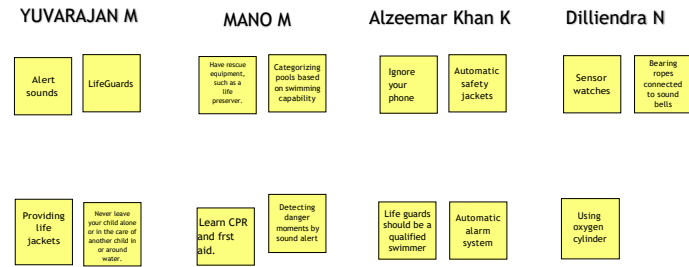 YUVARAJAN M
MANO M
Alzeemar Khan K
Dilliendra N
Alert
sounds
LifeGuards
Have rescue
equipment,
such as a
life
preserver.
Categorizing
pools based
on swimming
capability
Ignore
your
phone
Automatic
safety
jackets
Sensor
watches
Bearing
ropes
connected
to sound
bells
Providing
life
jackets
Never leave
your child alone
or in the care of
another child in
or around
water.
Learn CPR
and frst
aid.
Detecting
danger
moments by
sound alert
Life guards
should be a
qualified
swimmer
Automatic
alarm
system
Using
oxygen
cylinder